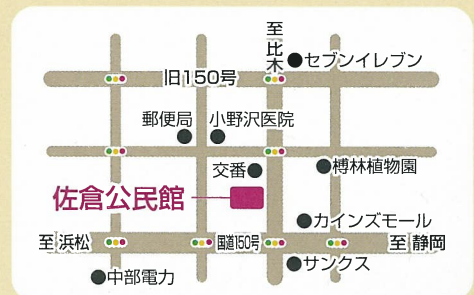 至比木
セブンイレブン
旧150号
郵便局
小野沢医院
交番
榑林植物園
佐倉公民館
カインズモール
至 浜松
国道150号
至 静岡
サンクス
中部電力